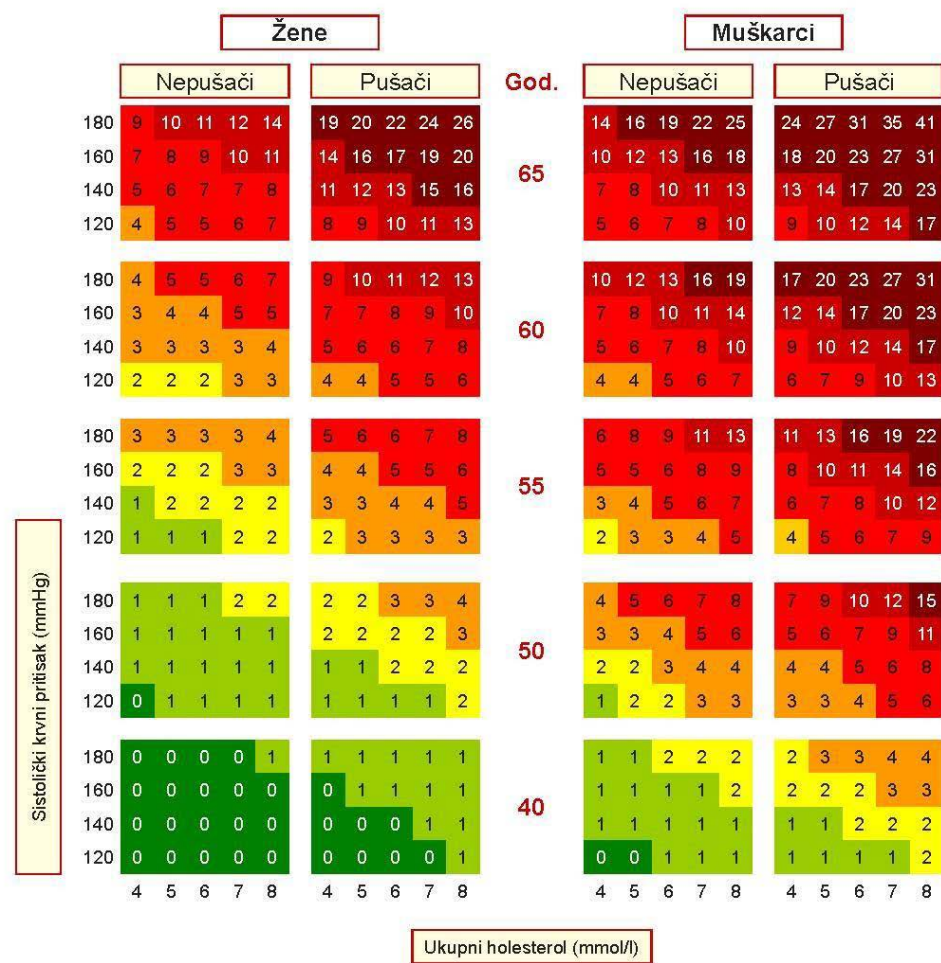 Žene Muškarci
Nepušači Pušači God. Nepušači Pušači
180 9 10 11 12 14 19 20 22 24 26 14 16 19 22 25 24 27 31 35 41
160 7 8 9 10 11 14 16 17 19 20 10 12 13 16 18 18 20 23 27 31
65
140 5 6 7 7 8 11 12 13 15 16 7 8 10 11 13 13 14 17 20 23
120 4 5 5 6 7 8 9 10 11 13 5 6 7 8 10 9 10 12 14 17
180 4 5 5 6 7 9 10 11 12 13 10 12 13 16 19 17 20 23 27 31
160 3 4 4 5 5 7 7 8 9 10 7 8 10 11 14 12 14 17 20 23
60
140 3 3 3 3 4 5 6 6 7 8 5 6 7 8 10 9 10 12 14 17
120 2 2 2 3 3 4 4 5 5 6 4 4 5 6 7 6 7 9 10 13
180 3 3 3 3 4 5 6 6 7 8 6 8 9 11 13 11 13 16 19 22
160 2 2 2 3 3 4 4 5 5 6 5 5 6 8 9 8 10 11 14 16
55
140 1 2 2 2 2 3 3 4 4 5 3 4 5 6 7 6 7 8 10 12
120 1 1 1 2 2 2 3 3 3 3 2 3 3 4 5 4 5 6 7 9
180 1 1 1 2 2 2 2 3 3 4 4 5 6 7 8 7 9 10 12 15
160 1 1 1 1 1 2 2 2 2 3 3 3 4 5 6 5 6 7 9 11
50
140 1 1 1 1 1 1 1 2 2 2 2 2 3 4 4 4 4 5 6 8
120 0 1 1 1 1 1 1 1 1 2 1 2 2 3 3 3 3 4 5 6
180 0 0 0 0 1 1 1 1 1 1 1 1 2 2 2 2 3 3 4 4
160 0 0 0 0 0 0 1 1 1 1 1 1 1 1 2 2 2 2 3 3
40
140 0 0 0 0 0 0 0 0 1 1 1 1 1 1 1 1 1 2 2 2
120 0 0 0 0 0 0 0 0 0 1 0 0 1 1 1 1 1 1 1 2
4 5 6 7 8 4 5 6 7 8 4 5 6 7 8 4 5 6 7 8
Sistolički krvni pritisak (mmHg)
Ukupni holesterol (mmol/l)